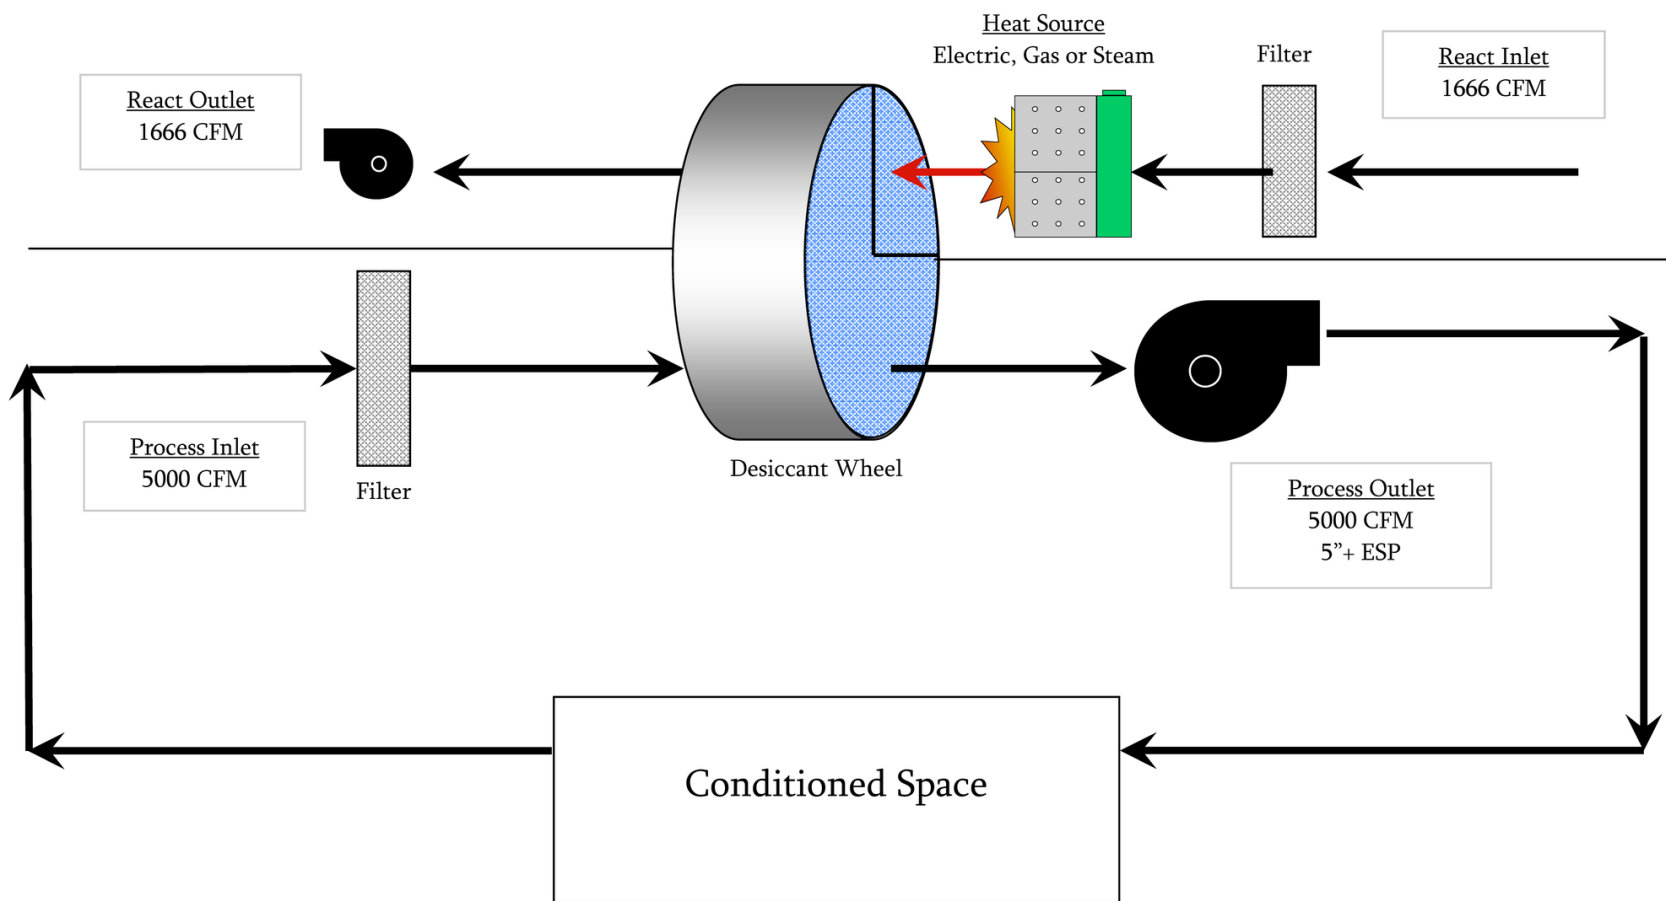 Heat Source
Electric, Gas or Steam
Filter
React Inlet
1666 CFM
React Outlet
1666 CFM
Process Inlet
5000 CFM
Filter
Desiccant Wheel
Process Outlet
5000 CFM
5”+ ESP
Conditioned Space